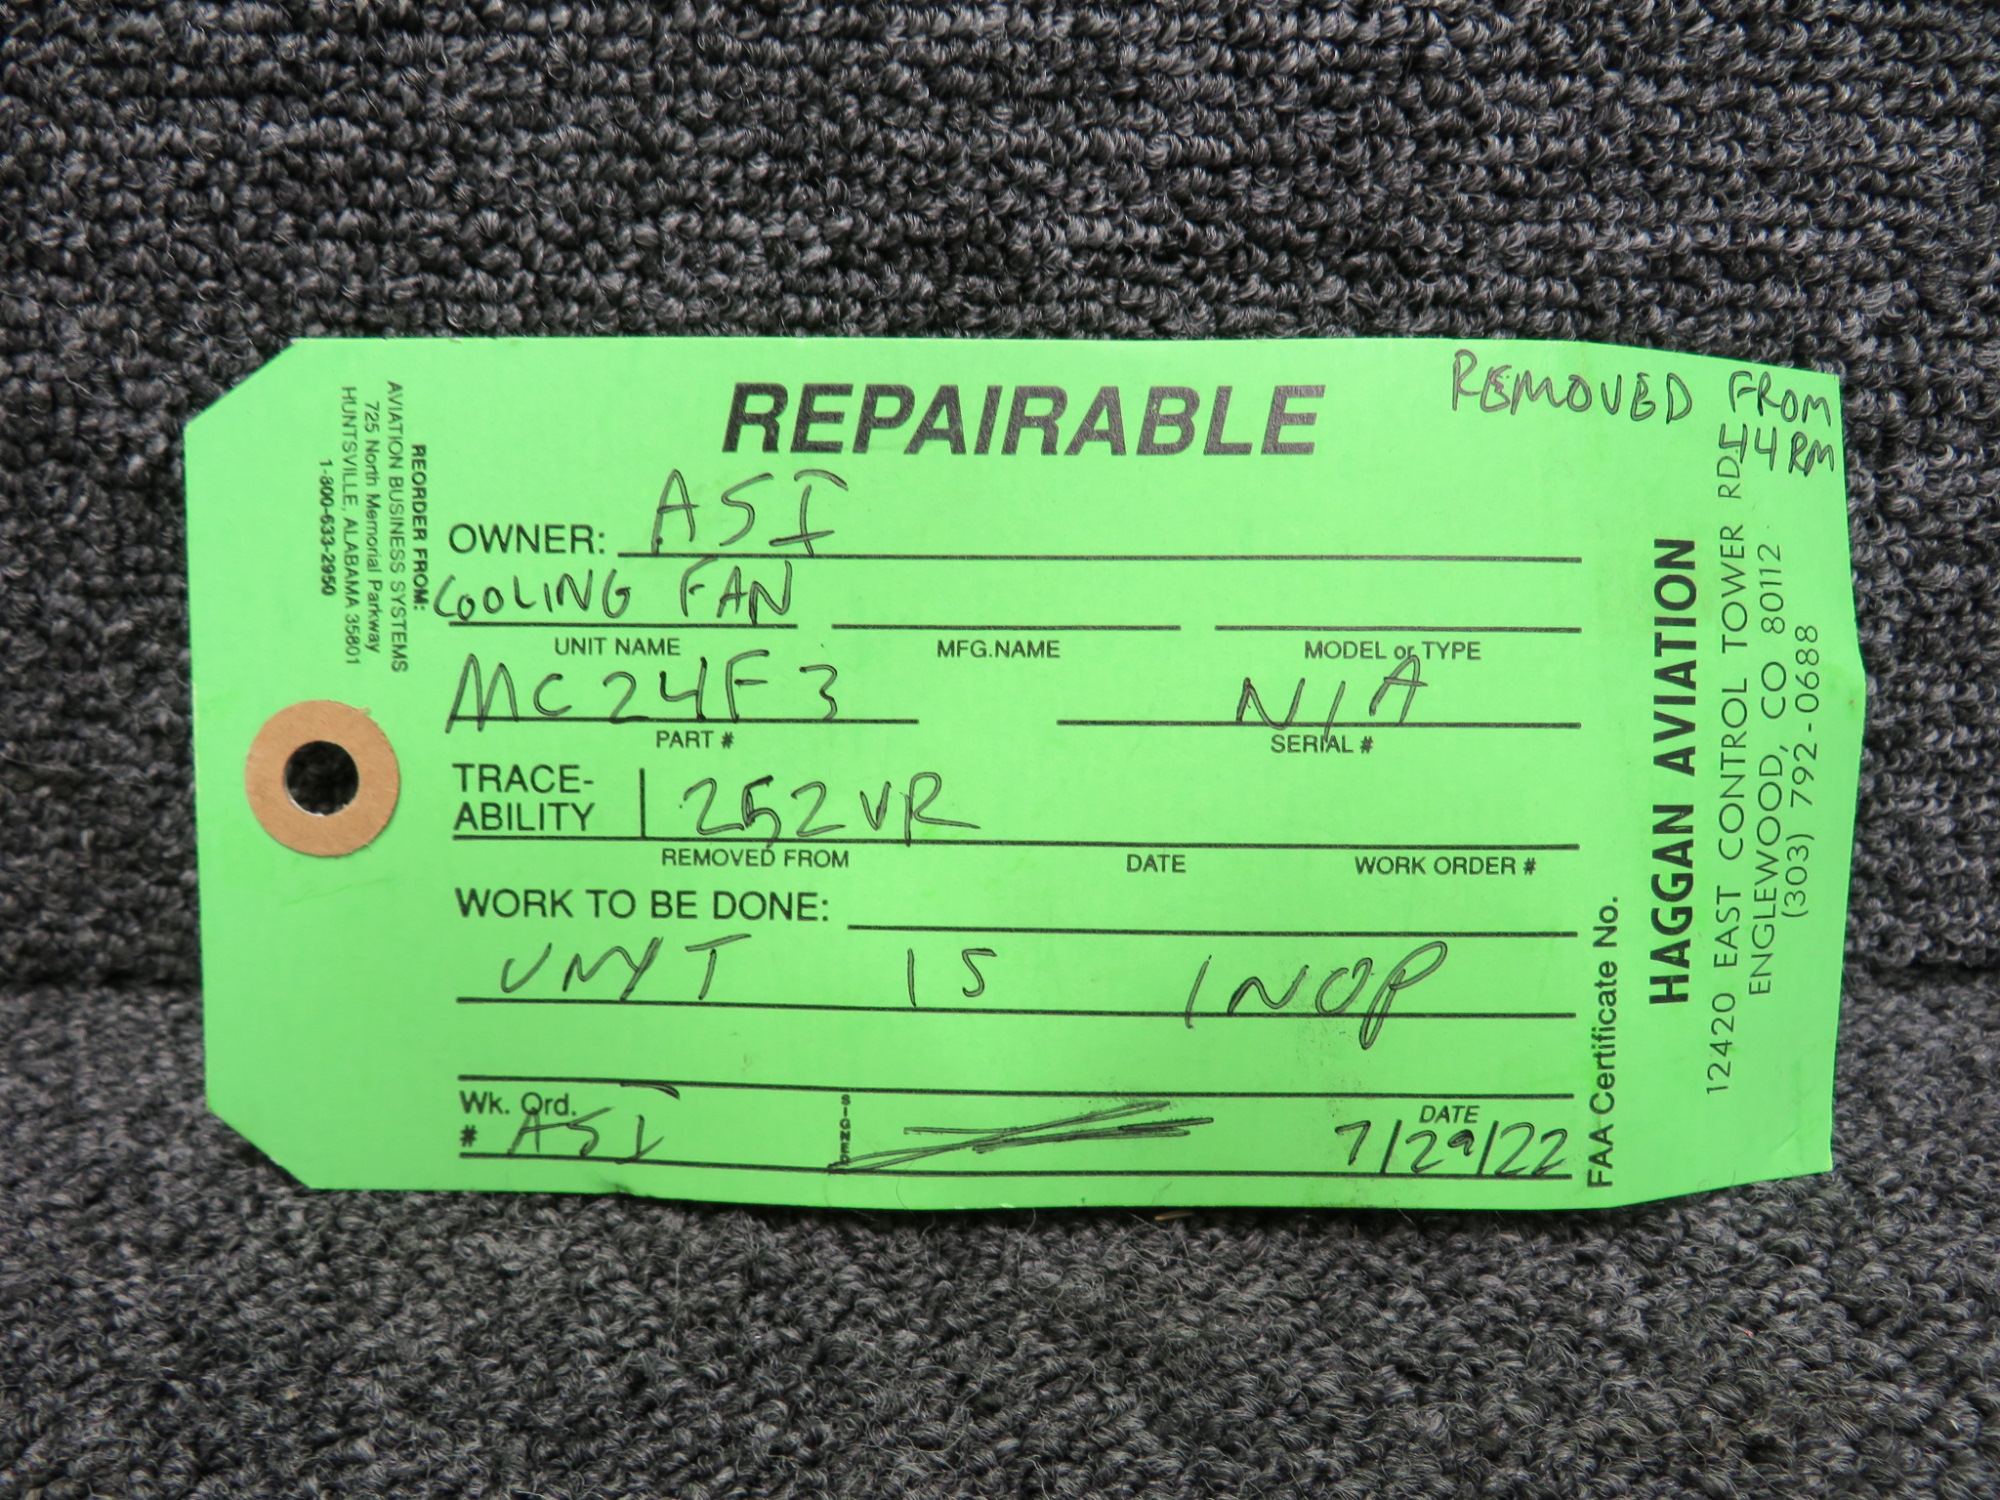 REPAIRABLE
REMOVED FROM
14 RM
OWNER: ASI
COOLING FAN
UNIT NAME MFG.NAME MODEL or TYPE
MC24F3 N/A
PART # SERIAL #
TRACE-
ABILITY 252VR
REMOVED FROM DATE WORK ORDER #
WORK TO BE DONE:
UNIT IS INOP
Wk. Ord. SIGNED DATE
# ASI 7/29/22
REORDER FROM:
AVIATION BUSINESS SYSTEMS
725 North Memorial Parkway
HUNTSVILLE, ALABAMA 35801
1-800-633-2950
FAA Certificate No.
HAGGAN AVIATION
12420 EAST CONTROL TOWER RD.
ENGLEWOOD, CO 80112
(303) 792-0688